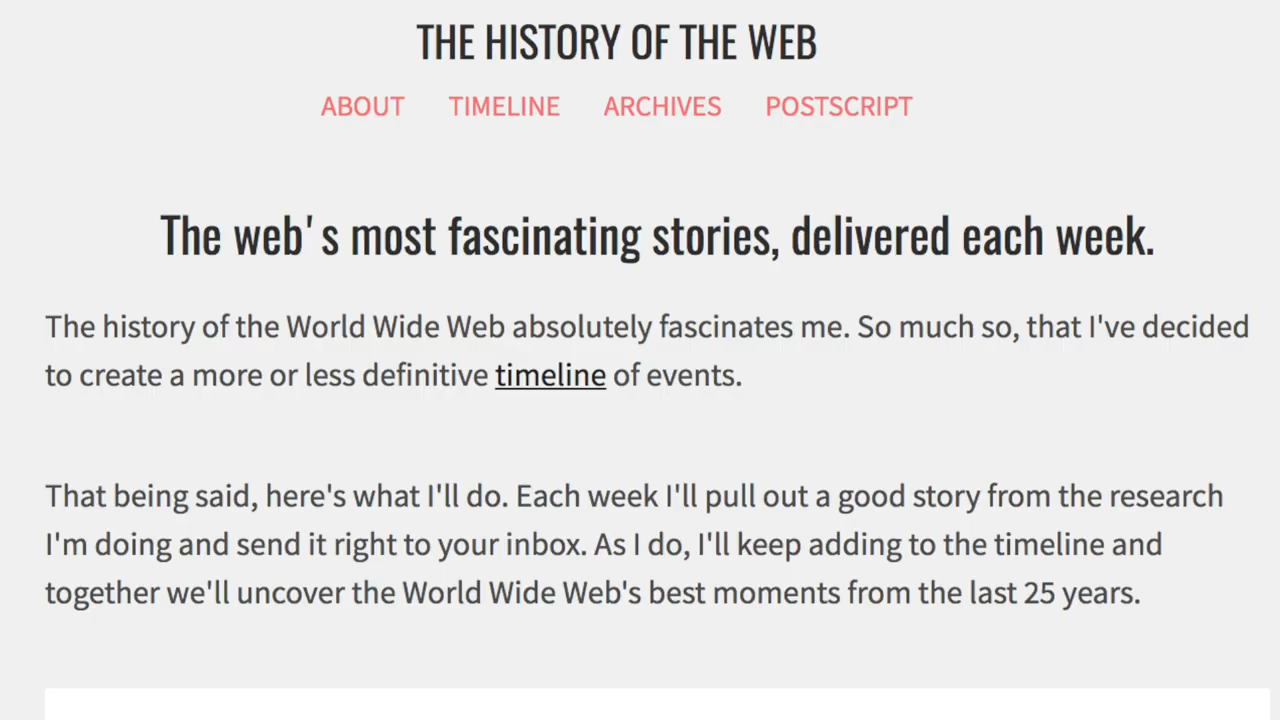 THE HISTORY OF THE WEB
ABOUT TIMELINE ARCHIVES POSTSCRIPT
The web's most fascinating stories, delivered each week.
The history of the World Wide Web absolutely fascinates me. So much so, that I've decided
to create a more or less definitive timeline of events.
That being said, here's what I'll do. Each week I'll pull out a good story from the research
I'm doing and send it right to your inbox. As I do, I'll keep adding to the timeline and
together we'll uncover the World Wide Web's best moments from the last 25 years.